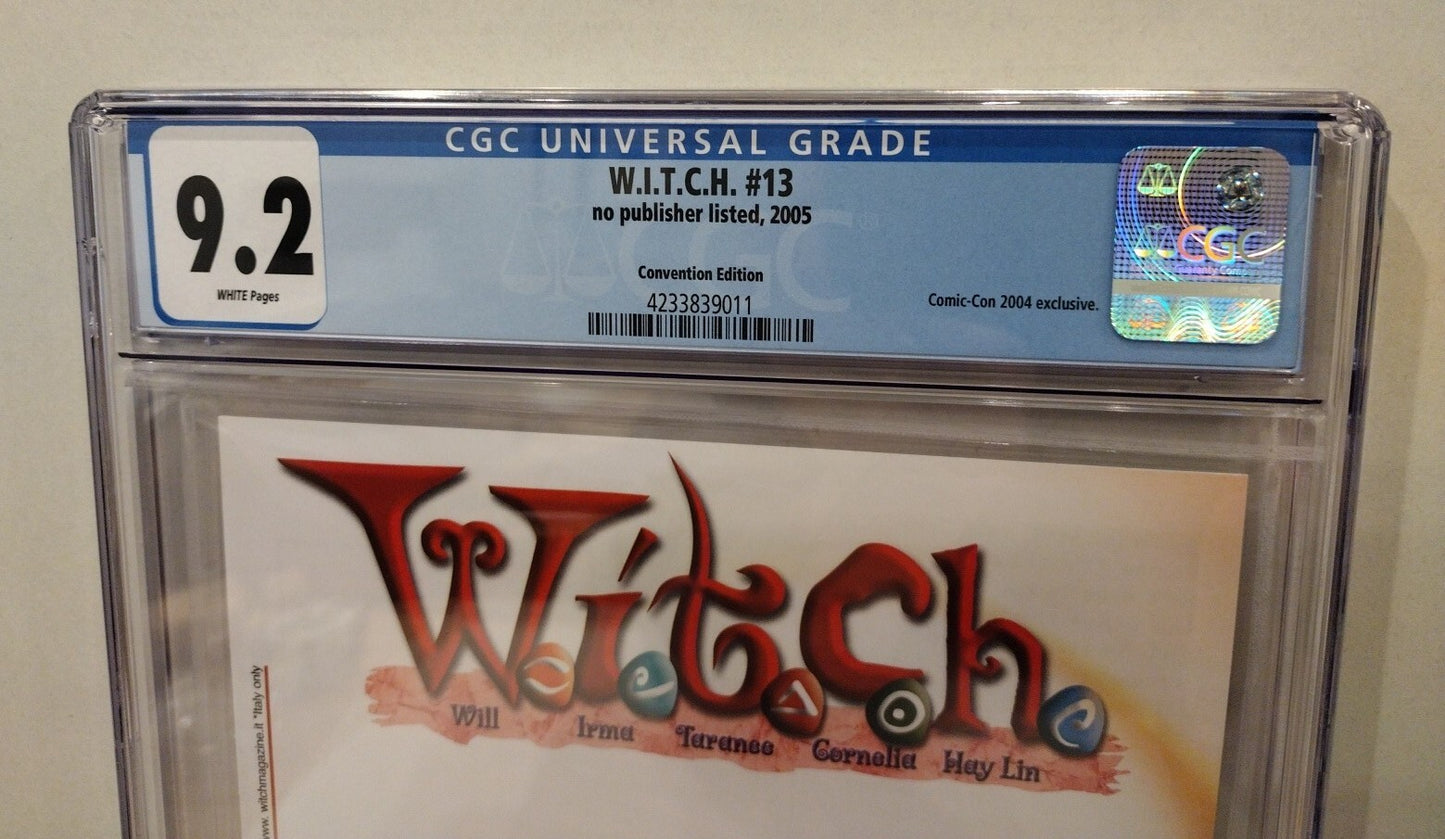 CGC UNIVERSAL GRADE
9.2
WHITE Pages
W.I.T.C.H. #13
no publisher listed, 2005
Convention Edition
4233839011
Comic-Con 2004 exclusive.
CGC
W.i.t.c.h.
Will Irma Taranee Cornelia Hay Lin
www.witchmagazine.it *Italy only